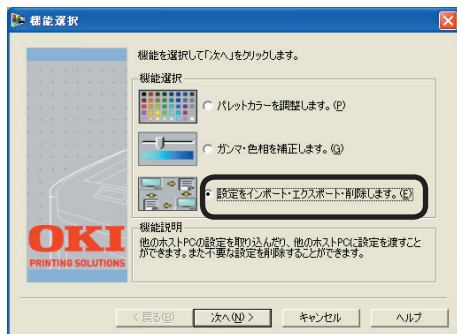 機能選択
機能を選択して「次へ」をクリックします。
機能選択
パレットカラーを調整します。(P)
ガンマ・色相を補正します。(G)
設定をインポート・エクスポート・削除します。(E)
機能説明
他のホストPCの設定を取り込んだり、他のホストPCに設定を渡すこと
ができます。また不要な設定を削除することができます。
OKI
PRINTING SOLUTIONS
< 戻る(B)
次へ(N) >
キャンセル
ヘルプ